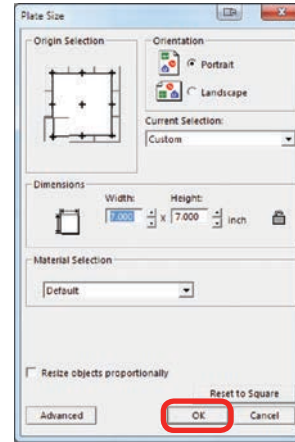 Plate Size
Origin Selection
Orientation
Portrait
Landscape
Current Selection:
Custom
Dimensions
Width:
Height:
7.000 x 7.000 inch
Material Selection
Default
Resize objects proportionally
Reset to Square
Advanced
OK
Cancel